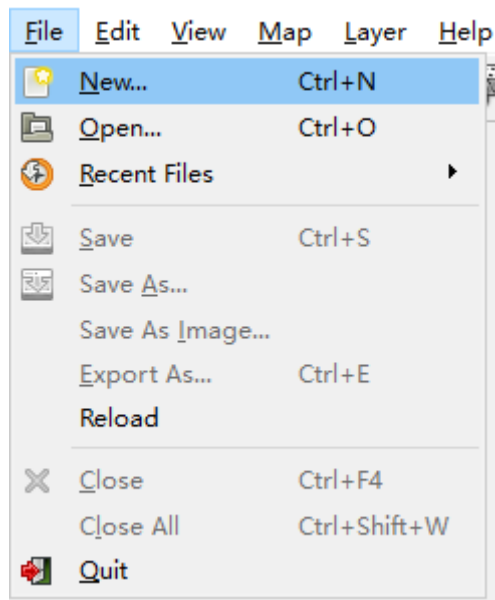 File Edit View Map Layer Help
New... Ctrl+N
Open... Ctrl+O
Recent Files
Save Ctrl+S
Save As...
Save As Image...
Export As... Ctrl+E
Reload
Close Ctrl+F4
Close All Ctrl+Shift+W
Quit